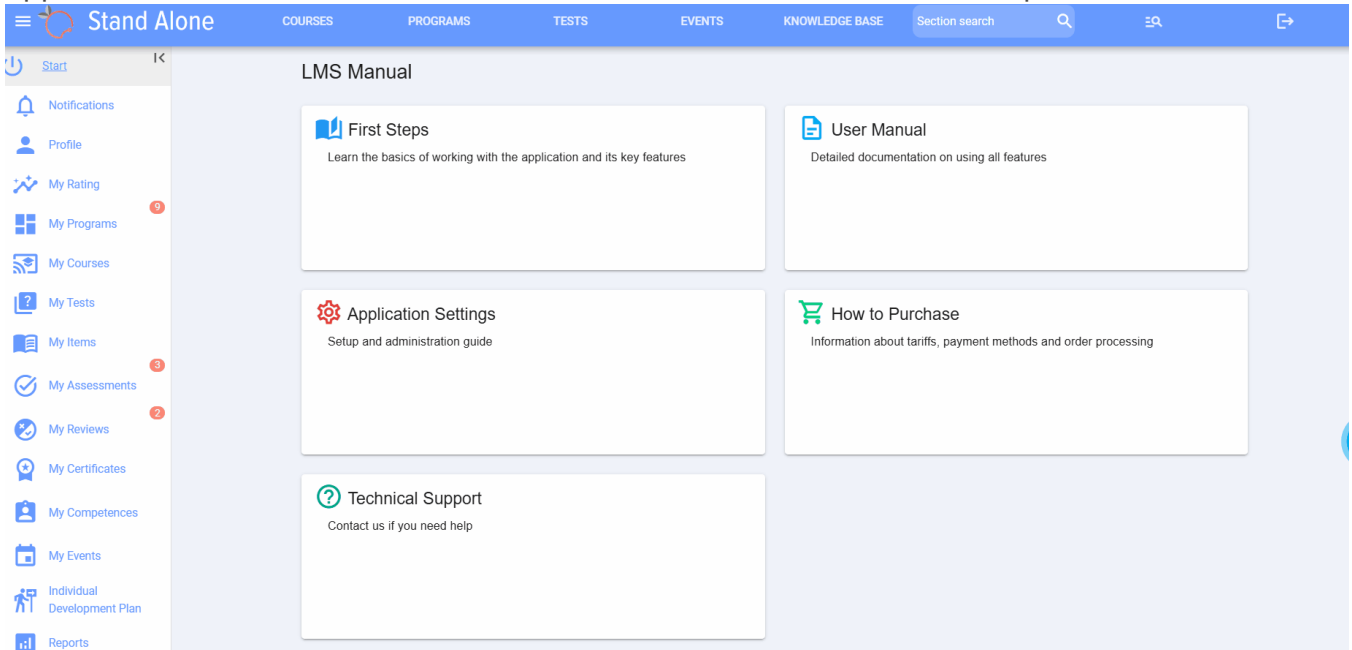 Stand Alone
COURSES
PROGRAMS
TESTS
EVENTS
KNOWLEDGE BASE
Section search
Start
Notifications
Profile
My Rating
9
My Programs
My Courses
My Tests
My Items
3
My Assessments
2
My Reviews
My Certificates
My Competences
My Events
Individual
Development Plan
Reports
LMS Manual
First Steps
Learn the basics of working with the application and its key features
User Manual
Detailed documentation on using all features
Application Settings
Setup and administration guide
How to Purchase
Information about tariffs, payment methods and order processing
Technical Support
Contact us if you need help